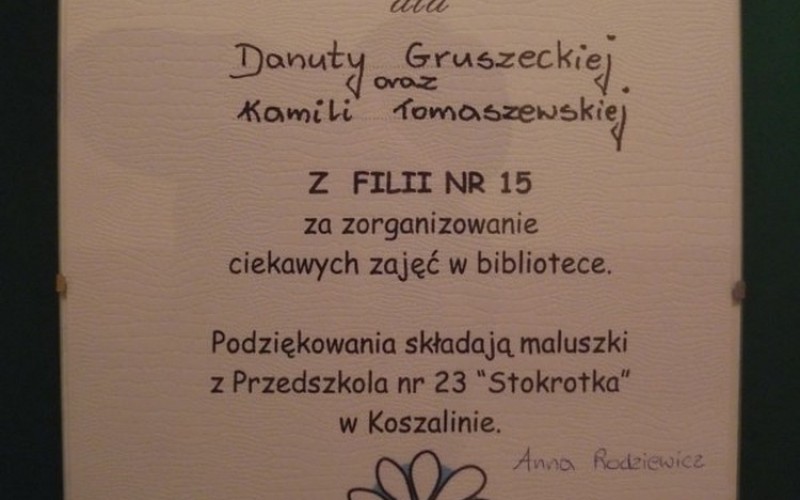 dla
Danuty Gruszeckiej
oraz
Kamili Tomaszewskiej
Z FILII NR 15
za zorganizowanie
ciekawych zajęć w bibliotece.
Podziękowania składają maluszki
z Przedszkola nr 23 "Stokrotka"
w Koszalinie.
Anna Rodziewicz